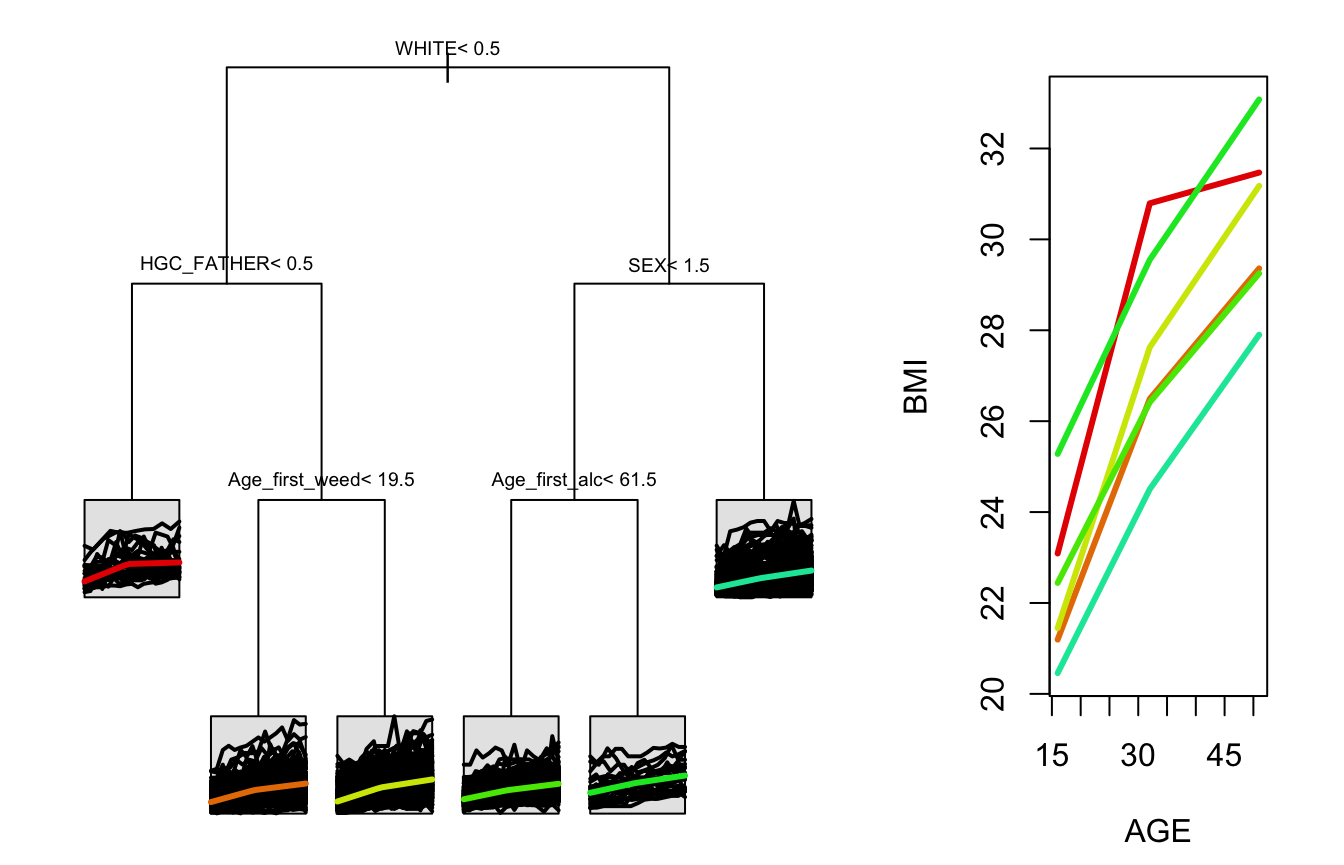 WHITE< 0.5
HGC_FATHER< 0.5
SEX< 1.5
Age_first_weed< 19.5
Age_first_alc< 61.5
BMI
32
30
28
26
24
22
20
15 30 45
AGE